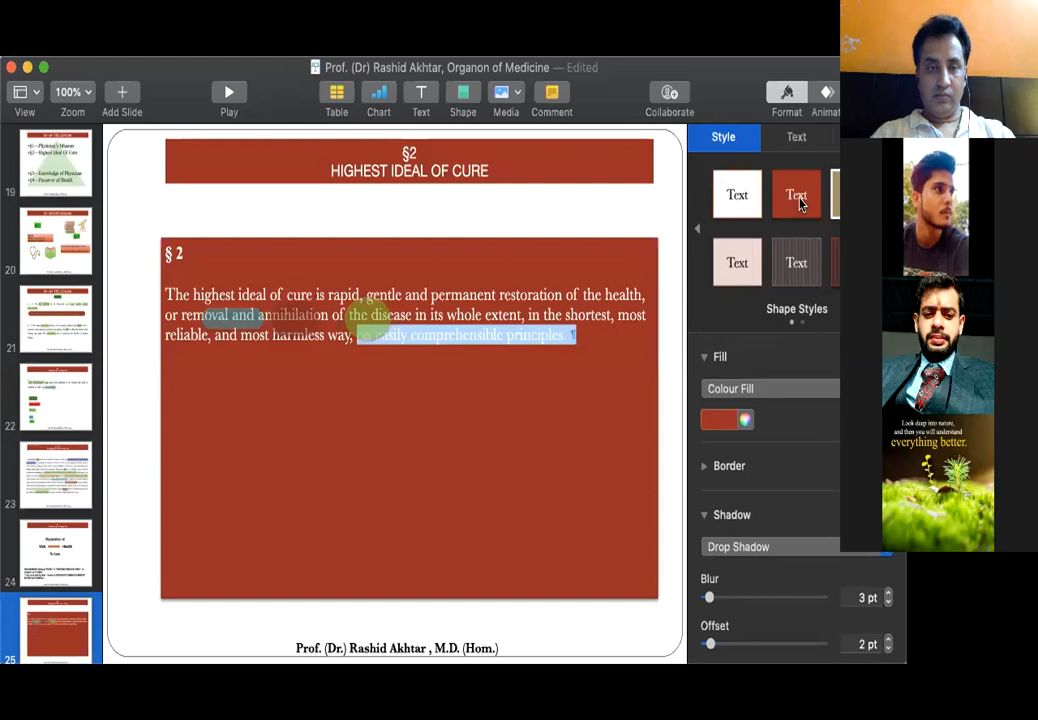 Prof. (Dr) Rashid Akhtar, Organon of Medicine — Edited
100%
View
Zoom
Add Slide
Play
Table
Chart
Text
Shape
Media
Comment
Collaborate
Format
Animat
19
20
21
22
23
24
25
§2
HIGHEST IDEAL OF CURE
§ 2
The highest ideal of cure is rapid, gentle and permanent restoration of the health,
or removal and annihilation of the disease in its whole extent, in the shortest, most
reliable, and most harmless way, on easily comprehensible principles. ¶
Prof. (Dr.) Rashid Akhtar , M.D. (Hom.)
Style
Text
Text
Text
Text
Text
Shape Styles
Fill
Colour Fill
Border
Shadow
Drop Shadow
Blur
3 pt
Offset
2 pt
Look deep into nature,
and then you will understand
everything better.